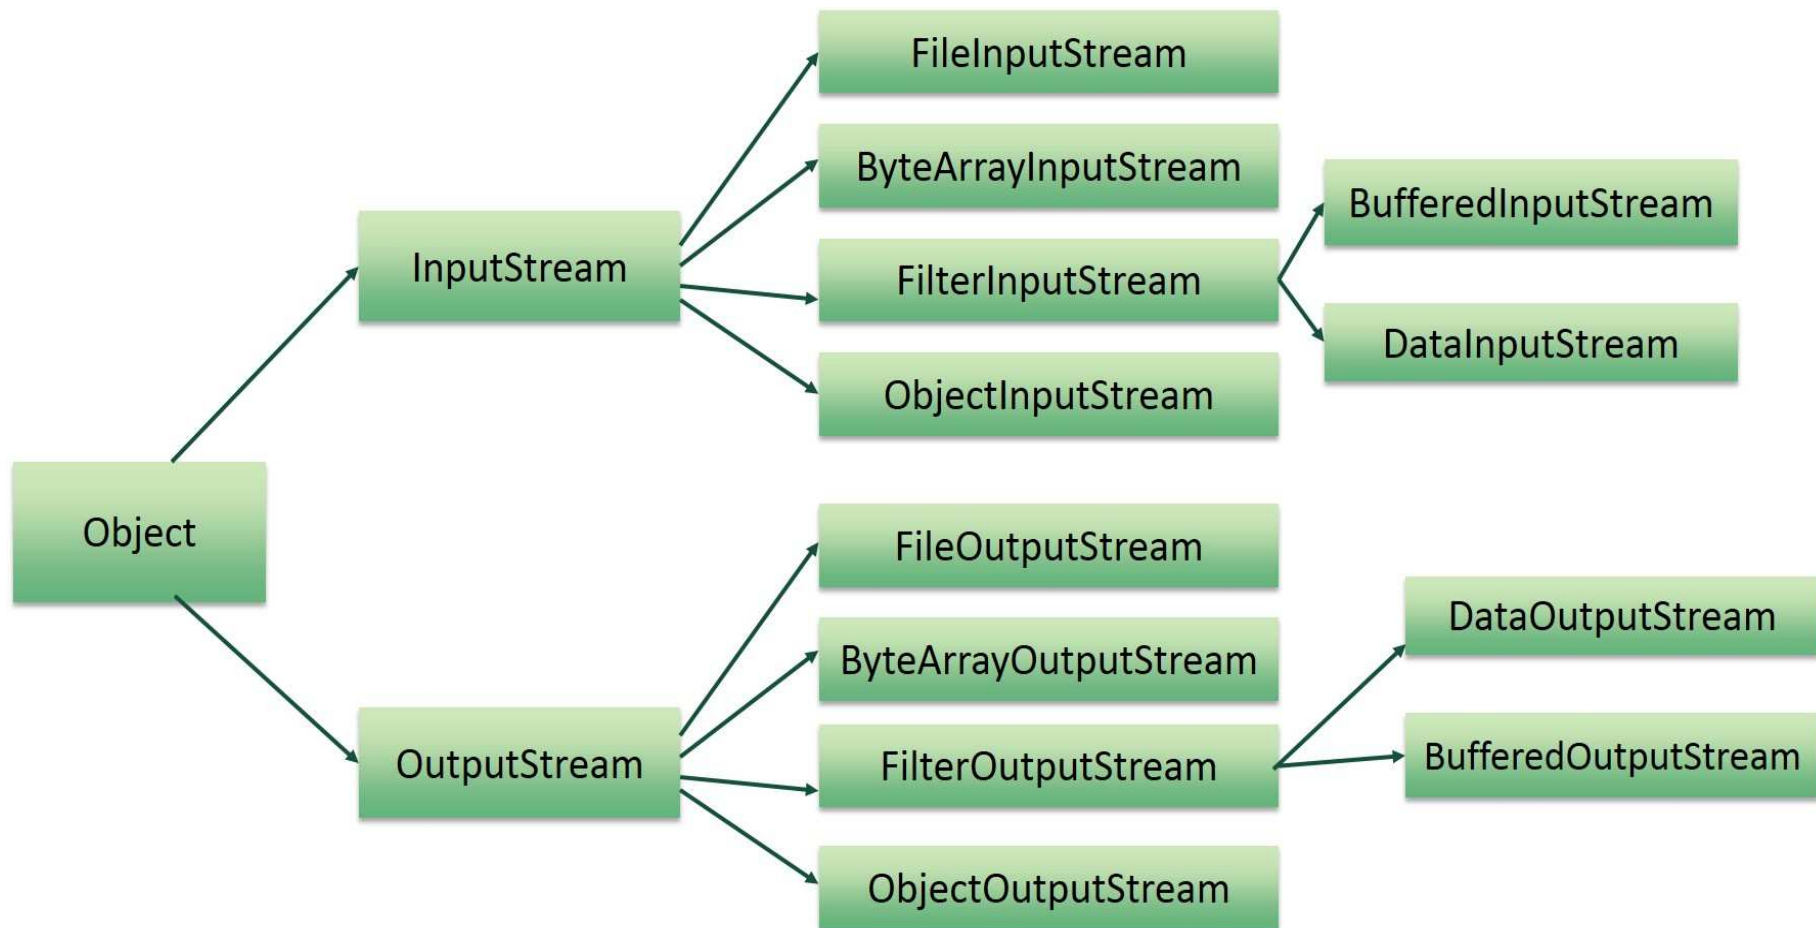 Object
InputStream
FileInputStream
ByteArrayInputStream
FilterInputStream
ObjectInputStream
BufferedInputStream
DataInputStream
OutputStream
FileOutputStream
ByteArrayOutputStream
FilterOutputStream
ObjectOutputStream
DataOutputStream
BufferedOutputStream